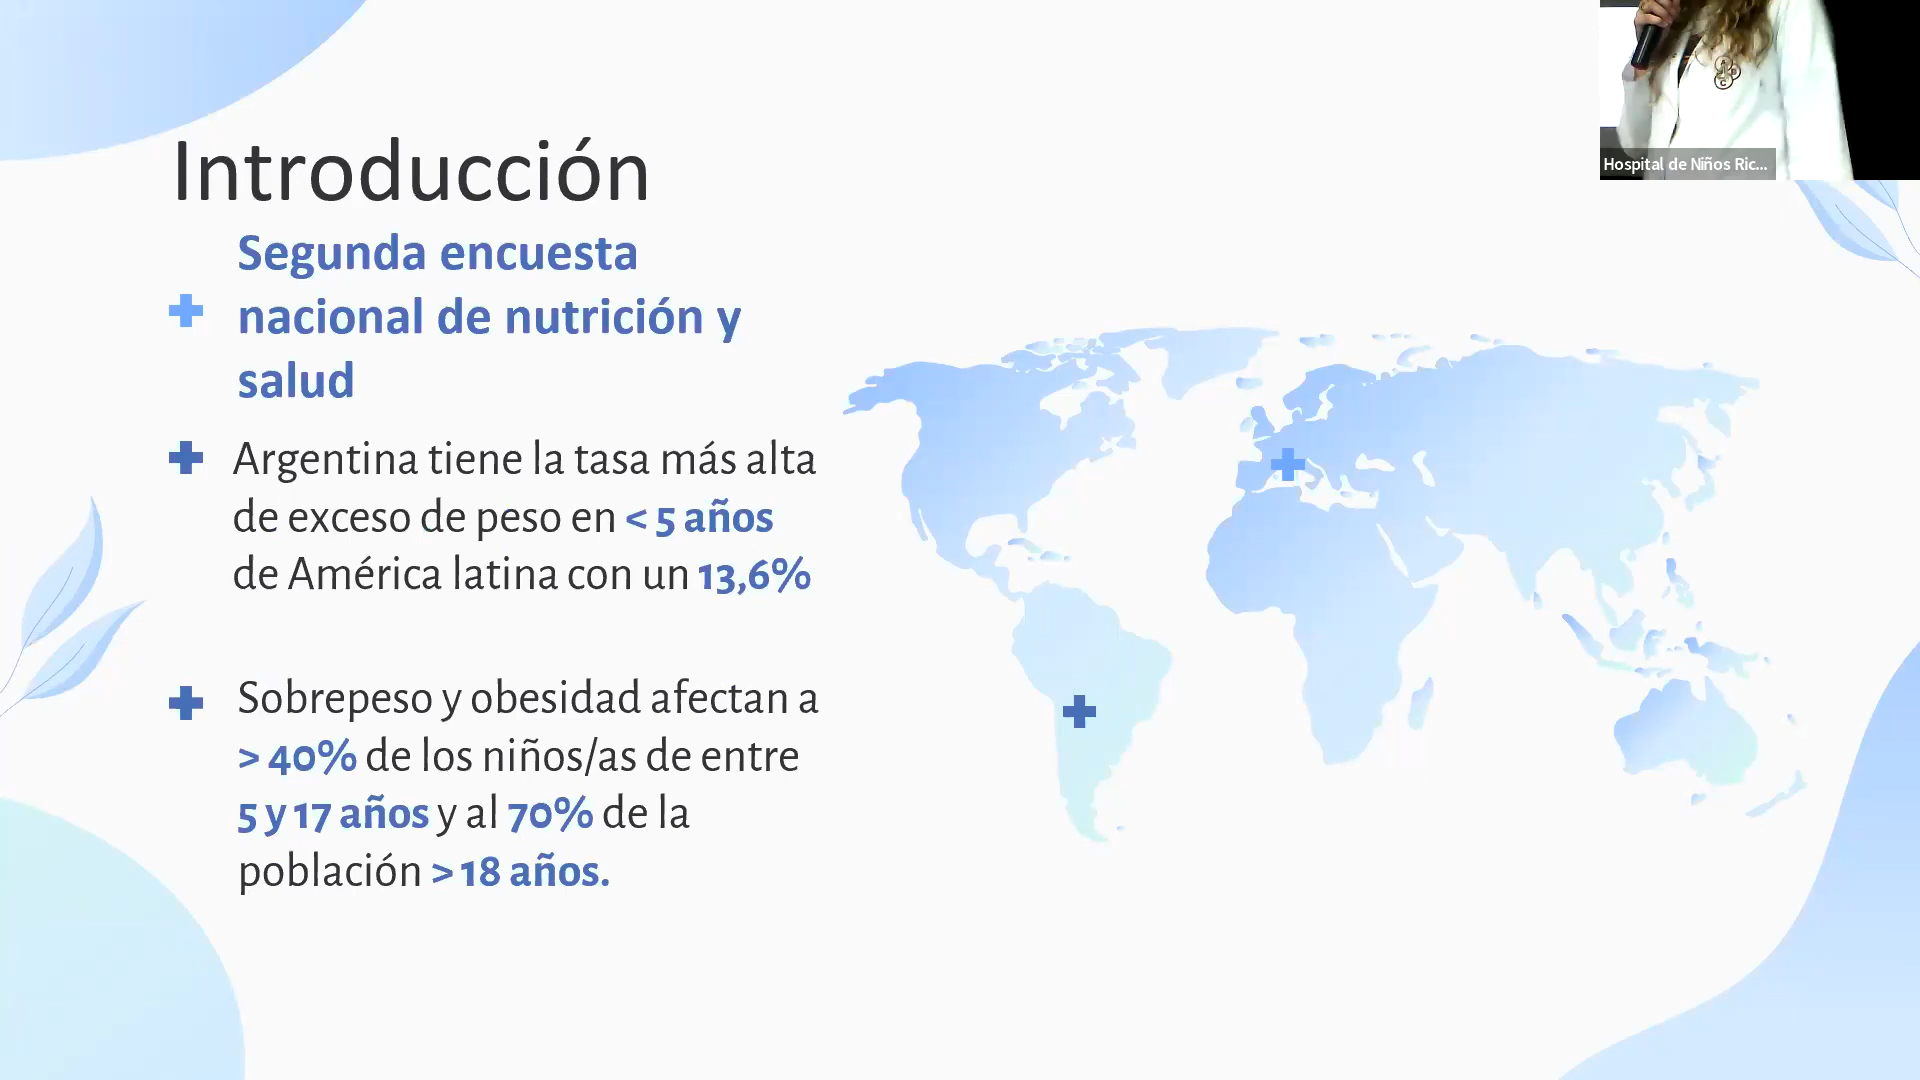 Introducción
Segunda encuesta
nacional de nutrición y
salud
Argentina tiene la tasa más alta
de exceso de peso en < 5 años
de América latina con un 13,6%
Sobrepeso y obesidad afectan a
> 40% de los niños/as de entre
5 y 17 años y al 70% de la
población > 18 años.
Hospital de Niños Ric...